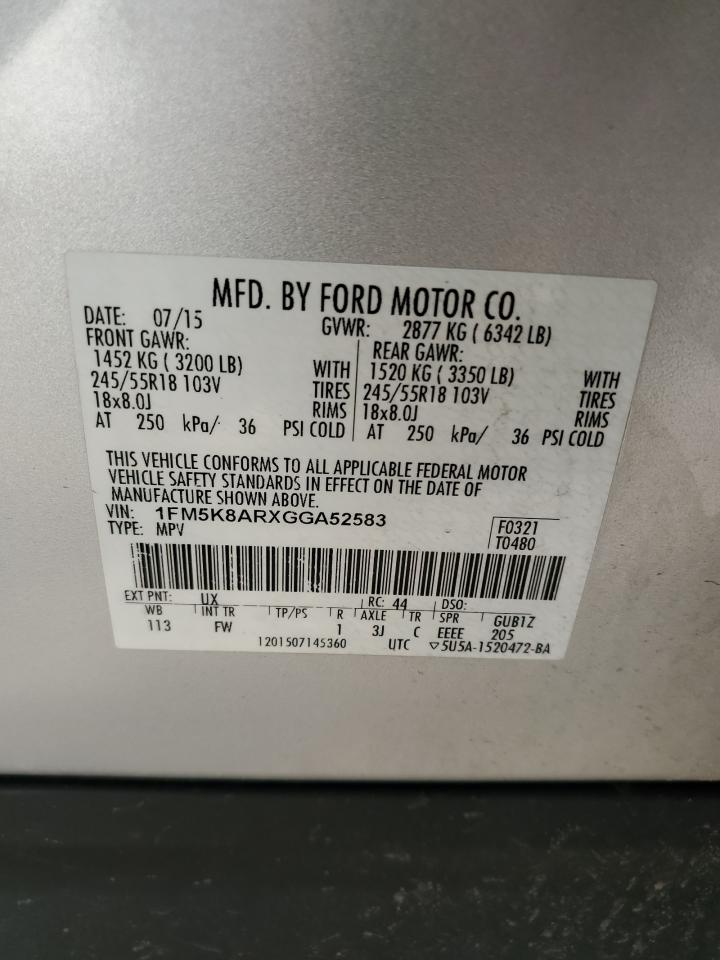 MFD. BY FORD MOTOR CO.
DATE: 07/15 GVWR: 2877 KG ( 6342 LB)
FRONT GAWR: REAR GAWR:
1452 KG ( 3200 LB) WITH 1520 KG ( 3350 LB) WITH
245/55R18 103V TIRES 245/55R18 103V TIRES
18x8.0J RIMS 18x8.0J RIMS
AT 250 kPa/ 36 PSI COLD AT 250 kPa/ 36 PSI COLD
THIS VEHICLE CONFORMS TO ALL APPLICABLE FEDERAL MOTOR
VEHICLE SAFETY STANDARDS IN EFFECT ON THE DATE OF
MANUFACTURE SHOWN ABOVE.
VIN: 1FM5K8ARXGGA52583 F0321
TYPE: MPV T0480
EXT PNT: UX RC: 44 DSO:
WB INT TR TP/PS R AXLE TR SPR GUB1Z
113 FW 1 3J C EEEE 205
1201507145360 UTC ▽5U5A-1520472-BA